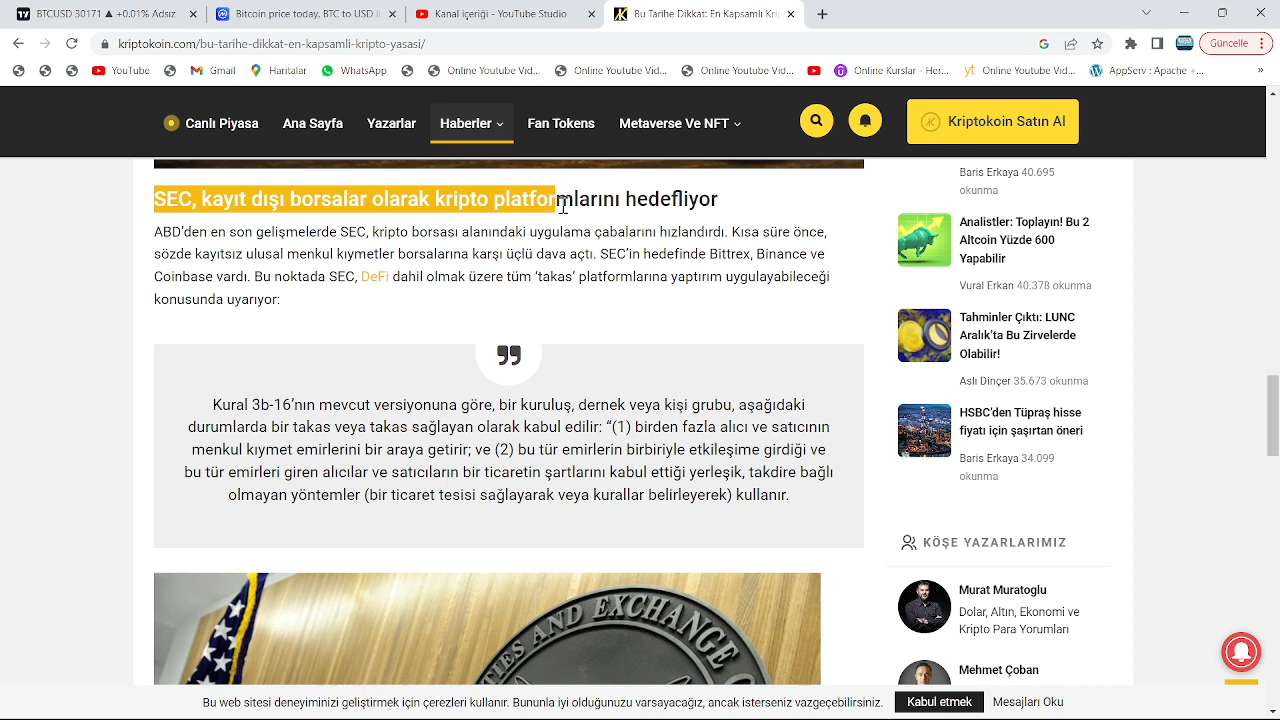 BTCUSD 30177 ▲ +0
Bitcoin price today, BTC to USD l
Kanal içeriği - YouTube Studio
Bu Tarihe Dikkat: En Kapsamlı Krip
kriptokoin.com/bu-tarihe-dikkat-en-kapsamli-kripto-yasasi/
Güncelle
YouTube
Gmail
Haritalar
WhatsApp
Online Youtube Vid...
Online Youtube Vid...
Online Youtube Vid...
Online Youtube Vid...
AppServ : Apache +...
»
Canlı Piyasa
Ana Sayfa
Yazarlar
Haberler
Fan Tokens
Metaverse Ve NFT
Kriptokoin Satın Al
SEC, kayıt dışı borsalar olarak kripto platformlarını hedefliyor
ABD'den son gelişmelerde SEC, kripto borsası alanındaki uygulama çabalarını hızlandırdı. Kısa süre önce,
sözde kayıtsız ulusal menkul kıymetler borsalarına karşı üçlü dava açtı. SEC'in hedefinde Bittrex, Binance ve
Coinbase vardı. Bu noktada SEC, DeFi dahil olmak üzere tüm 'takas' platformlarına yaptırım uygulayabileceği
konusunda uyarıyor:
Kural 3b-16'nın mevcut versiyonuna göre, bir kuruluş, dernek veya kişi grubu, aşağıdaki
durumlarda bir takas veya takas sağlayan olarak kabul edilir: "(1) birden fazla alıcı ve satıcının
menkul kıymet emirlerini bir araya getirir; ve (2) bu tür emirlerin birbiriyle etkileşime girdiği ve
bu tür emirleri giren alıcılar ve satıcıların bir ticaretin şartlarını kabul ettiği yerleşik, takdire bağlı
olmayan yöntemler (bir ticaret tesisi sağlayarak veya kurallar belirleyerek) kullanır.
TES AND EXCHANGE
Baris Erkaya 40.695
okunma
Analistler: Toplayın! Bu 2
Altcoin Yüzde 600
Yapabilir
Vural Erkan 40.378 okunma
Tahminler Çıktı: LUNC
Aralık'ta Bu Zirvelerde
Olabilir!
Aslı Dinçer 35.673 okunma
HSBC'den Tüpraş hisse
fiyatı için şaşırtan öneri
Baris Erkaya 34.099
okunma
KÖŞE YAZARLARIMIZ
Murat Muratoglu
Dolar, Altın, Ekonomi ve
Kripto Para Yorumları
Mehmet Çoban
Bu web sitesi deneyiminizi geliştirmek için çerezleri kullanır. Bununla iyi olduğunuzu varsayacağız, ancak isterseniz vazgeçebilirsiniz.
Kabul etmek
Mesajları Oku